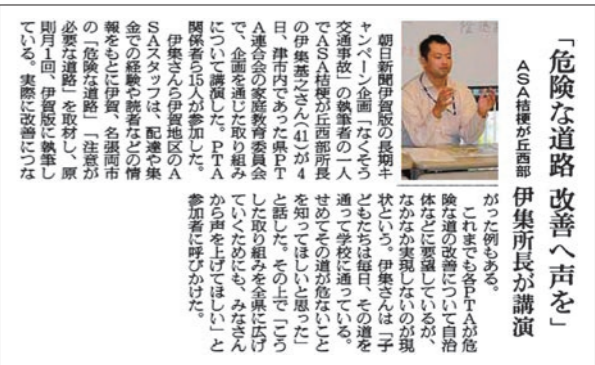 「危険な道路 改善へ声を」
ASA桔梗が丘西部 伊集所長が講演
朝日新聞伊賀版の長期キ
ャンペーン企画「なくそう
交通事故」の執筆者の一人
でASA桔梗が丘西部所長
の伊集基之さん(41)が4
日、津市内であった県PT
A連合会の家庭教育委員会
で、企画を通じた取り組み
について講演した。PTA
関係者ら15人が参加した。
伊集さんら伊賀地区のA
SAスタッフは、配達や集
金での経験や読者などの情
報をもとに伊賀、名張両市
の「危険な道路」「注意が
必要な道路」を取材し、原
則月1回、伊賀版に執筆し
ている。実際に改善につな
がった例もある。
これまでも各PTAが危
険な道の改善について自治
体などに要望しているが、
なかなか実現しないのが現
状という。伊集さんは「子
どもたちは毎日、その道を
通って学校に通っている。
せめてその道が危ないこと
を知ってほしいと思った」
と話した。その上で「こう
した取り組みを全県に広げ
ていくためにも、みなさん
から声を上げてほしい」と
参加者に呼びかけた。